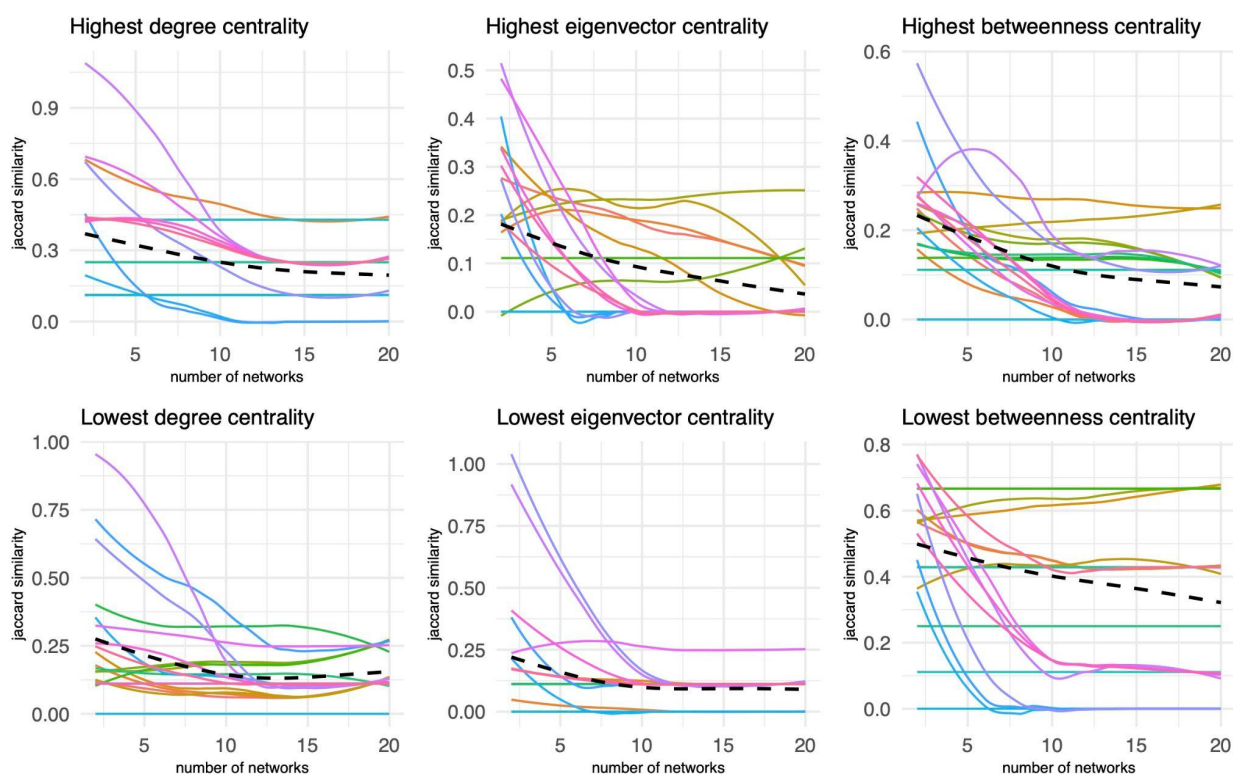 Highest degree centrality
jaccard similarity
0.9
0.6
0.3
0.0
5 10 15 20
number of networks
Highest eigenvector centrality
jaccard similarity
0.5
0.4
0.3
0.2
0.1
0.0
5 10 15 20
number of networks
Highest betweenness centrality
jaccard similarity
0.6
0.4
0.2
0.0
5 10 15 20
number of networks
Lowest degree centrality
jaccard similarity
1.00
0.75
0.50
0.25
0.00
5 10 15 20
number of networks
Lowest eigenvector centrality
jaccard similarity
1.00
0.75
0.50
0.25
0.00
5 10 15 20
number of networks
Lowest betweenness centrality
jaccard similarity
0.8
0.6
0.4
0.2
0.0
5 10 15 20
number of networks